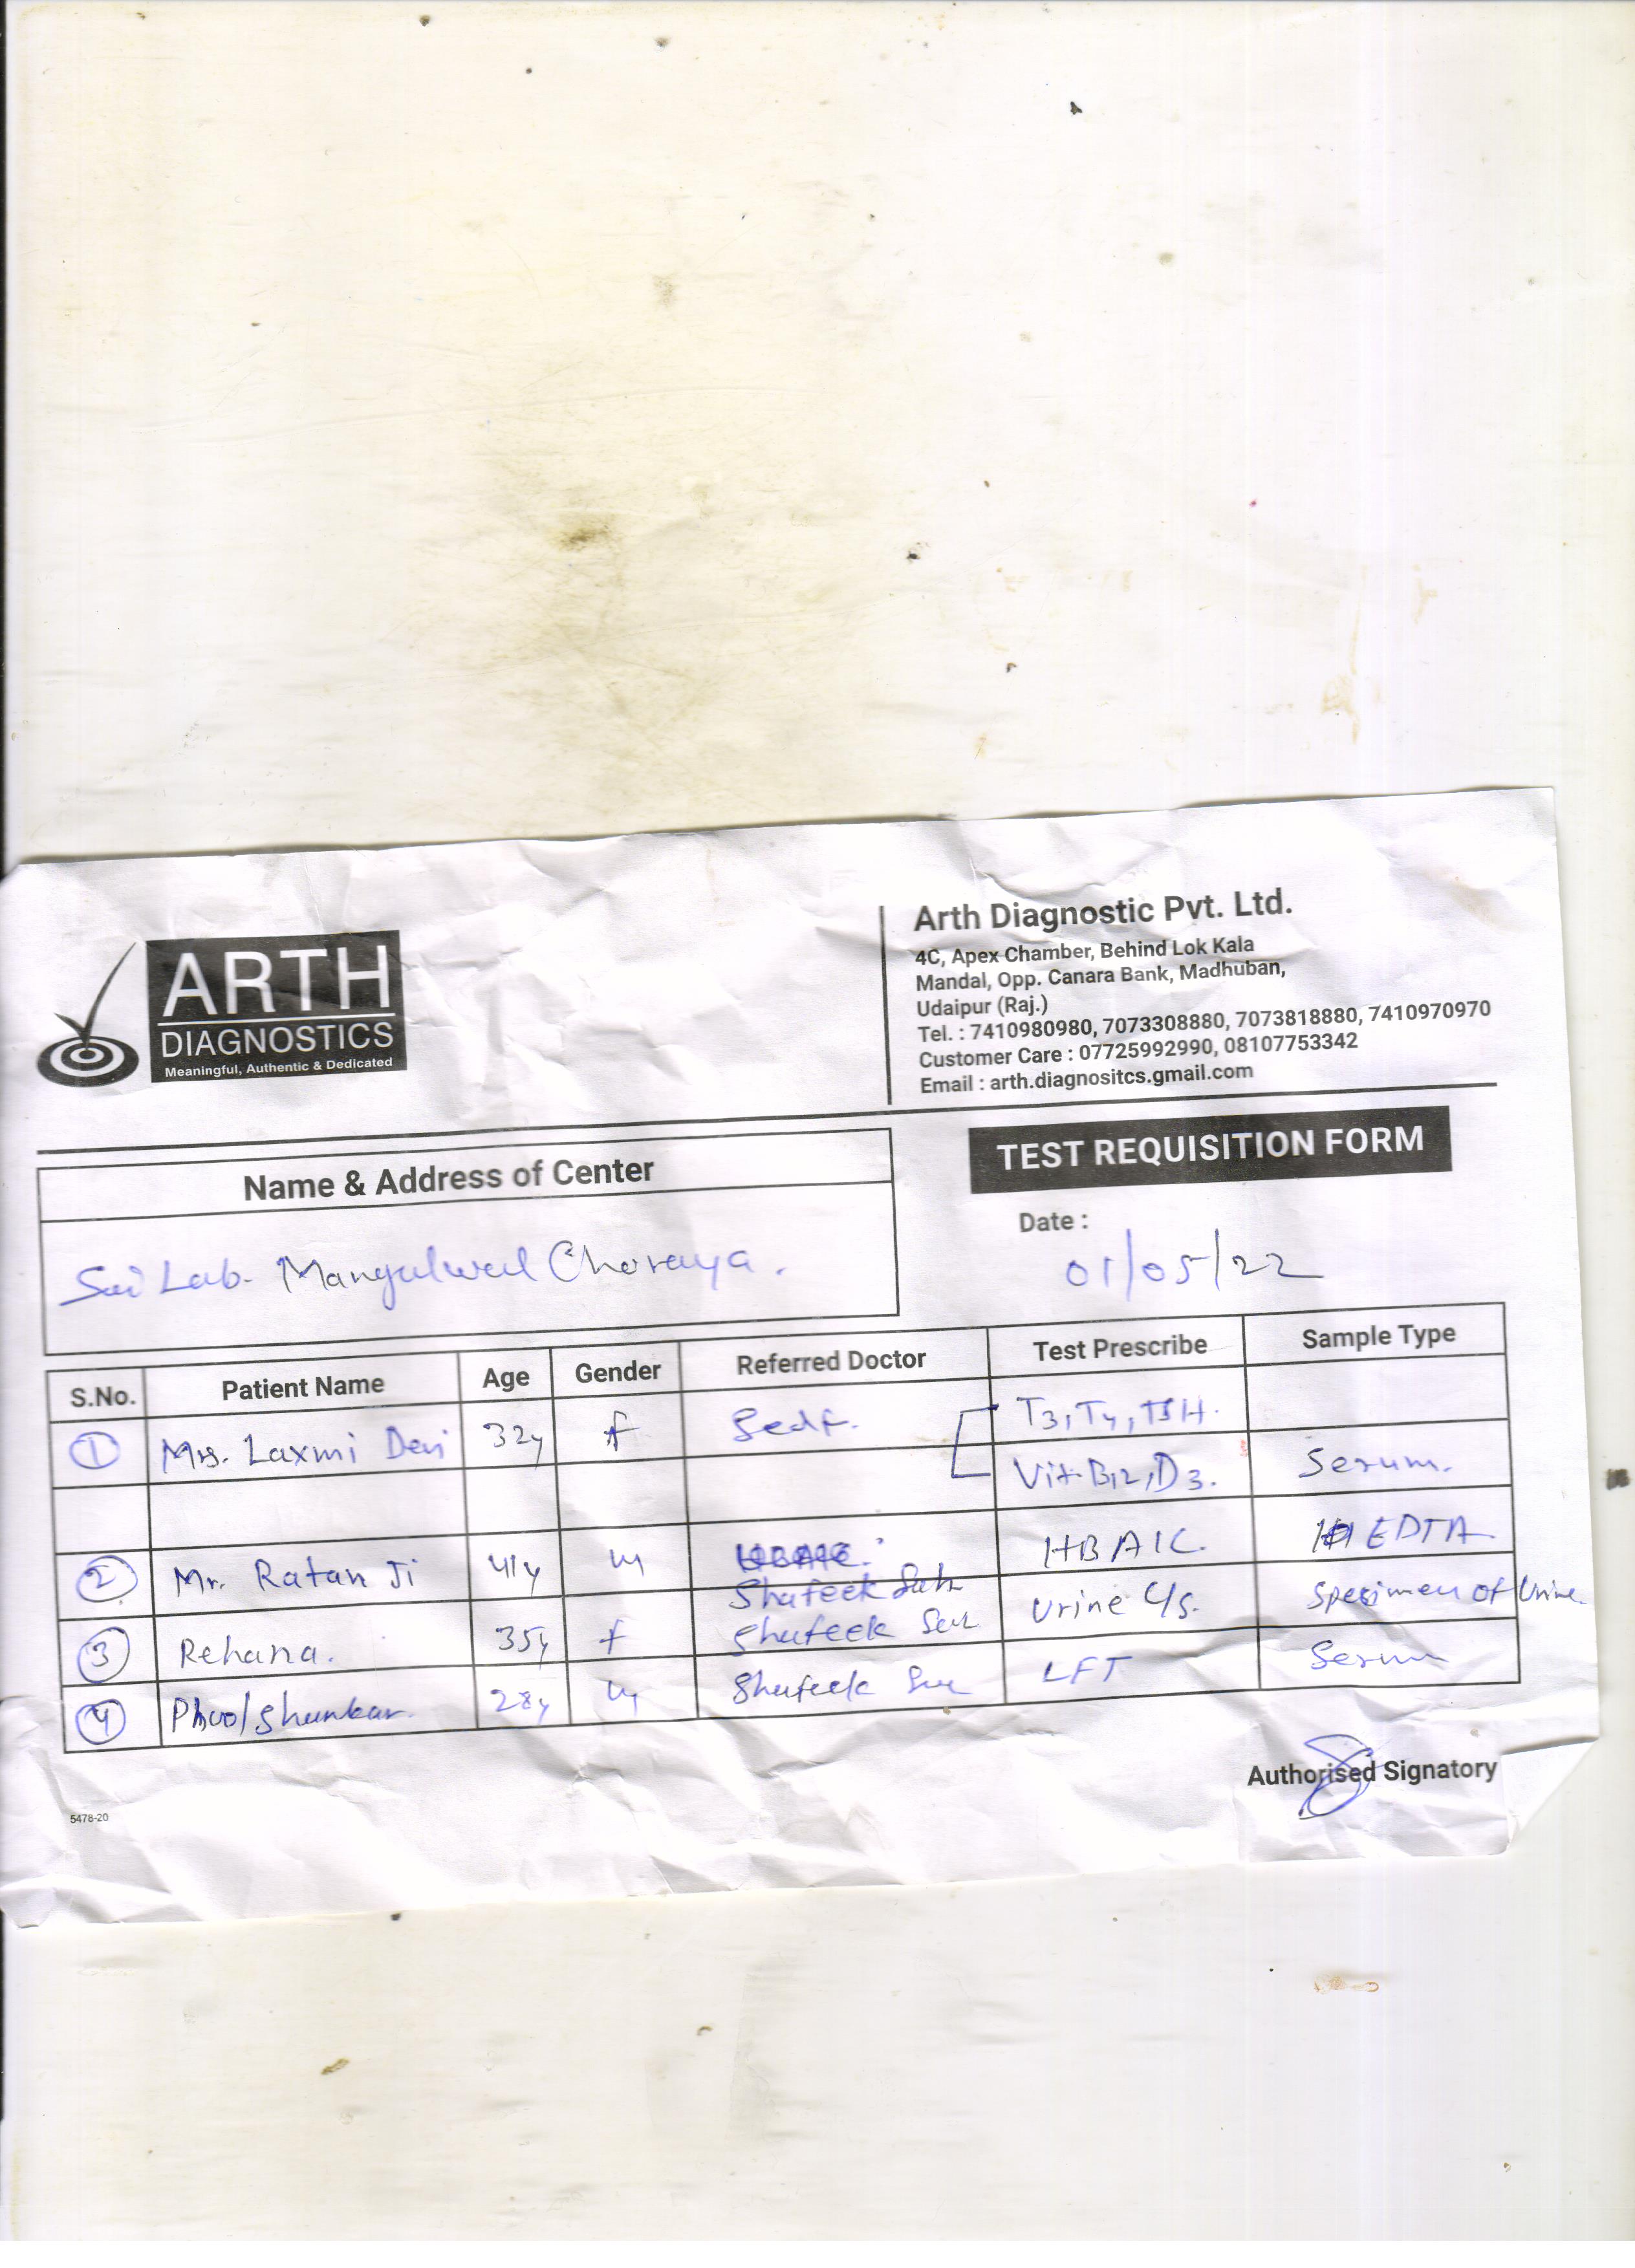 ARTH
DIAGNOSTICS
Meaningful, Authentic & Dedicated
Arth Diagnostic Pvt. Ltd.
4C, Apex Chamber, Behind Lok Kala
Mandal, Opp. Canara Bank, Madhuban,
Udaipur (Raj.)
Tel. : 7410980980, 7073308880, 7073818880, 7410970970
Customer Care : 07725992990, 08107753342
Email : arth.diagnositcs.gmail.com
TEST REQUISITION FORM
Name & Address of Center
Sai Lab- Mangalwad Choraya.
Date :
01/05/22
S.No. Patient Name Age Gender Referred Doctor Test Prescribe Sample Type
1 Mrs. Laxmi Devi 32y f Self. T3, T4, TSH.
Vit-B12, D3. Serum.
2 Mr. Ratan Ji 41y M Shafeek Sah HBA1C. EDTA
3 Rehana. 35y f Shafeek Urine C/s. Specimen of Urine.
4 Phoolshankar 28y M Shafeek LFT Serum
Authorised Signatory
5478-20